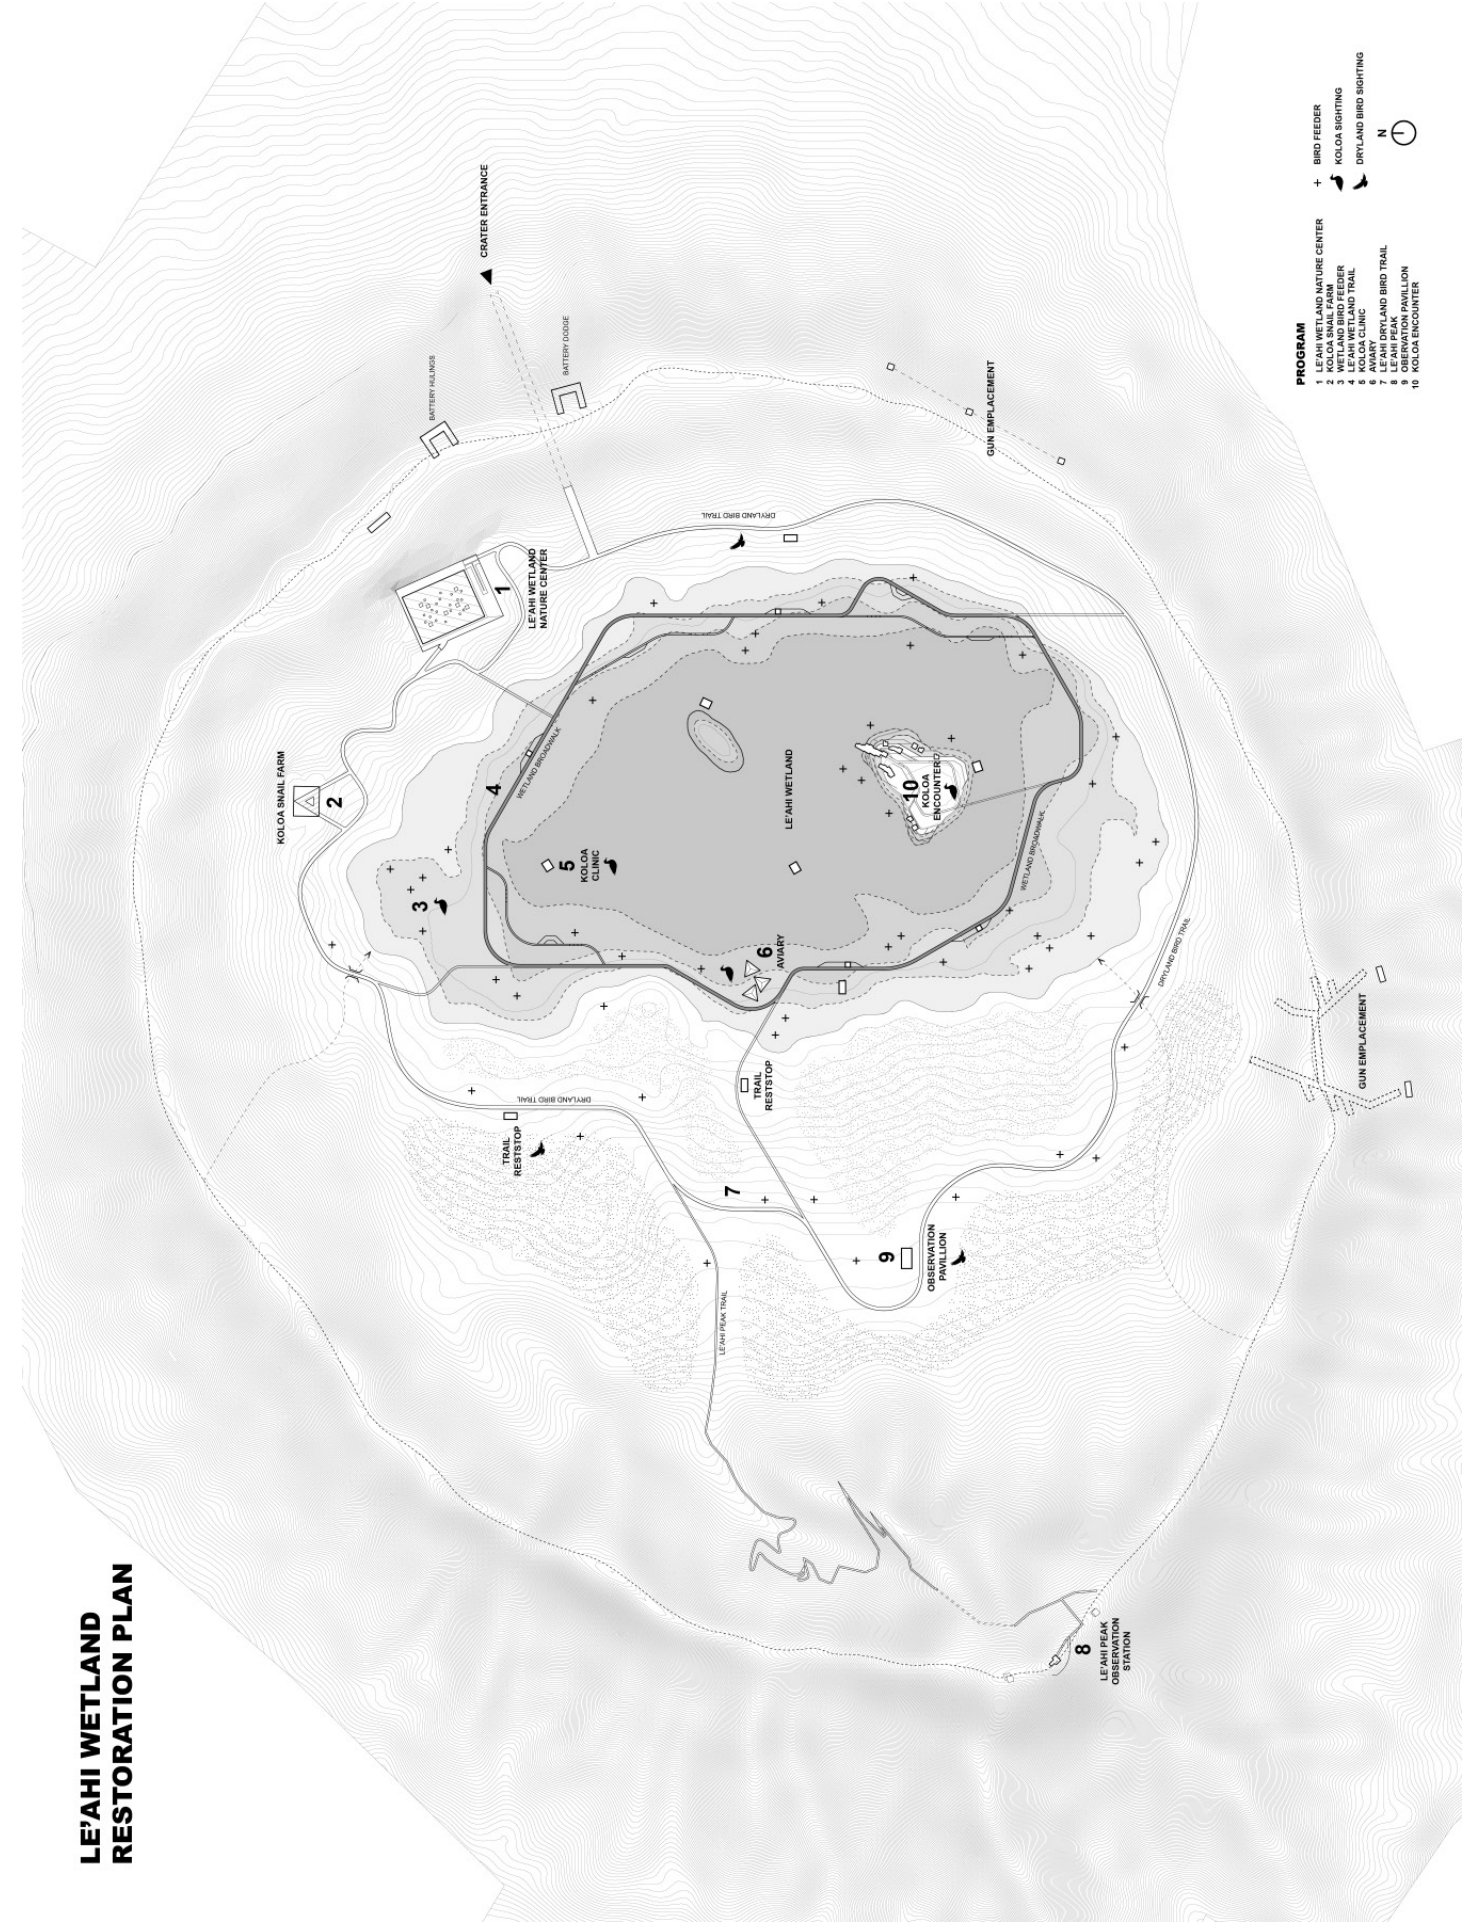 LE'AHI WETLAND
RESTORATION PLAN
KOLOA SNAIL FARM
2
3
BATTERY HULINGS
CRATER ENTRANCE
BATTERY DODGE
1
LE'AHI WETLAND
NATURE CENTER
4
WETLAND BROADWALK
5
KOLOA
CLINIC
TRAIL
RESTSTOP
DRYLAND BIRD TRAIL
DRYLAND BIRD TRAIL
7
LE'AHI PEAK TRAIL
TRAIL
RESTSTOP
6
AVIARY
LE'AHI WETLAND
9
OBSERVATION
PAVILLION
10
KOLOA
ENCOUNTER
GUN EMPLACEMENT
WETLAND BROADWALK
8
LE'AHI PEAK
OBSERVATION
STATION
DRYLAND BIRD TRAIL
GUN EMPLACEMENT
PROGRAM
1 LE'AHI WETLAND NATURE CENTER
2 KOLOA SNAIL FARM
3 WETLAND BIRD FEEDER
4 LE'AHI WETLAND TRAIL
5 KOLOA CLINIC
6 AVIARY
7 LE'AHI DRYLAND BIRD TRAIL
8 LE'AHI PEAK
9 OBERVATION PAVILLION
10 KOLOA ENCOUNTER
+ BIRD FEEDER
KOLOA SIGHTING
DRYLAND BIRD SIGHTING
N